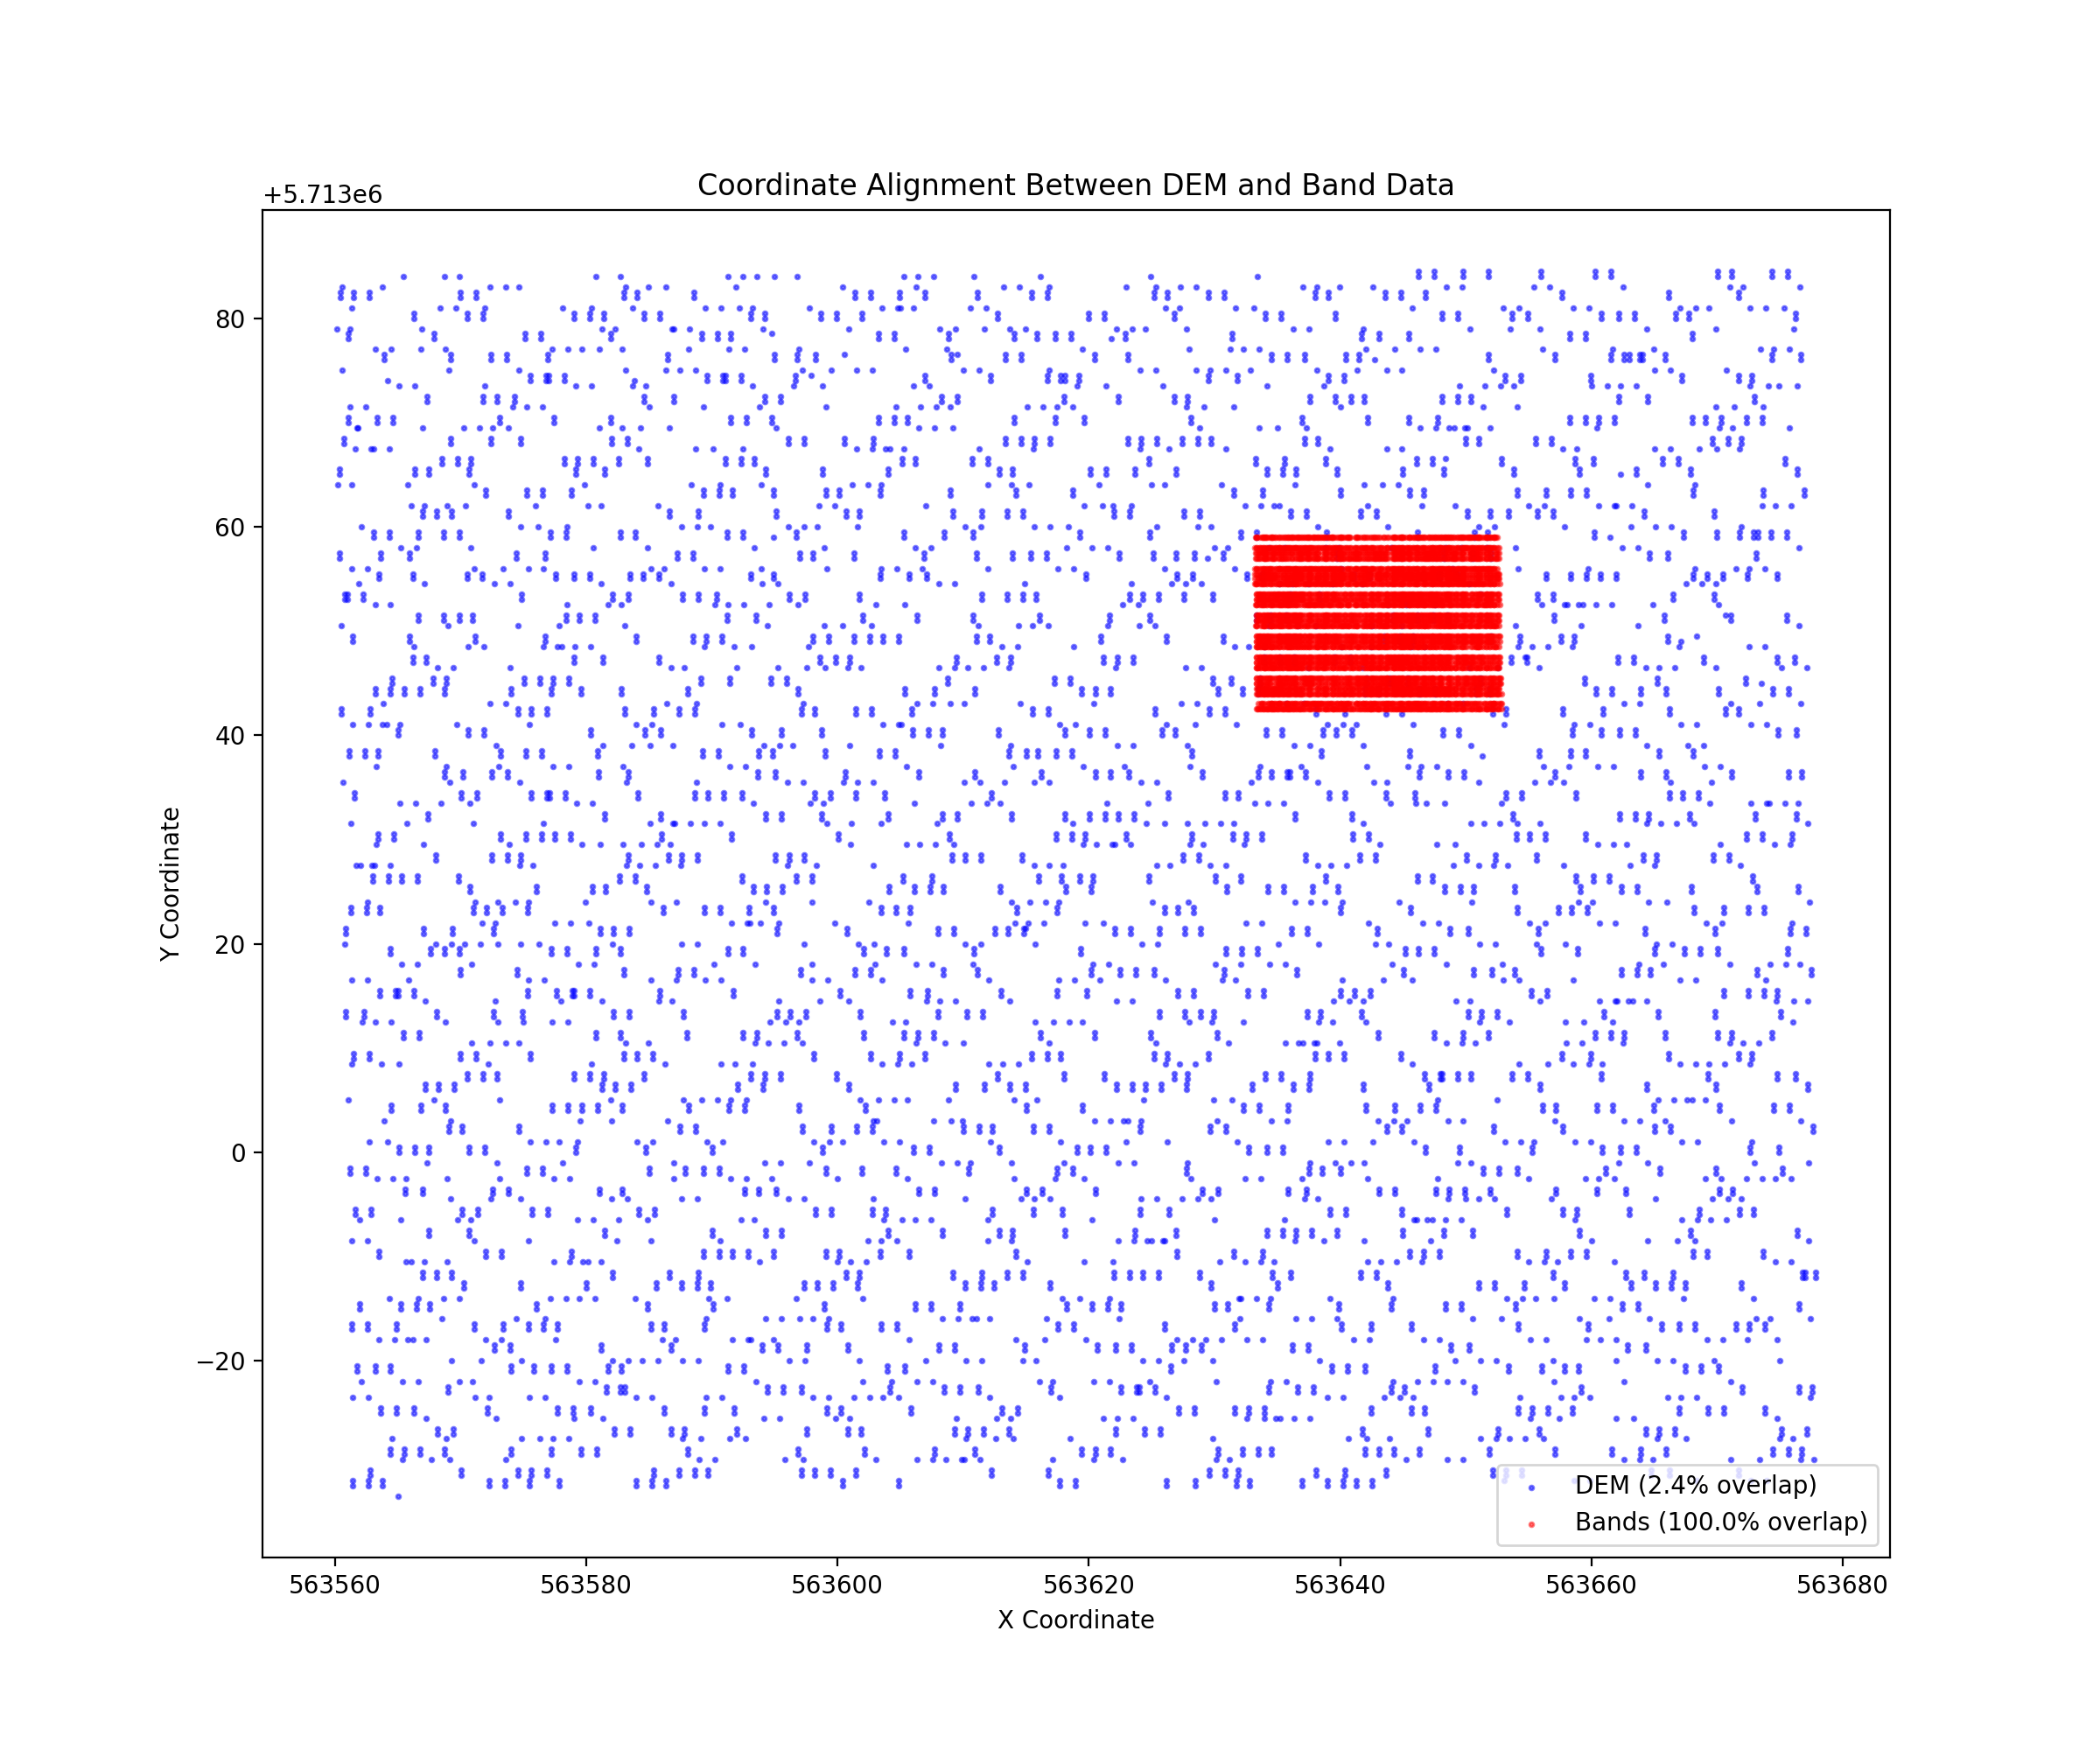 Coordinate Alignment Between DEM and Band Data
+5.713e6
80
60
40
20
0
−20
Y Coordinate
563560 563580 563600 563620 563640 563660 563680
X Coordinate
DEM (2.4% overlap)
Bands (100.0% overlap)